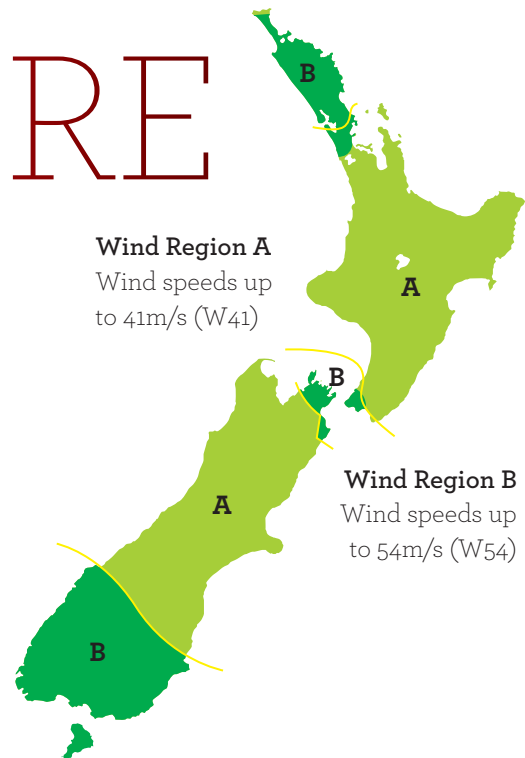 B
RE
Wind Region A
Wind speeds up
to 41m/s (W41)
A
B
Wind Region B
Wind speeds up
to 54m/s (W54)
A
B